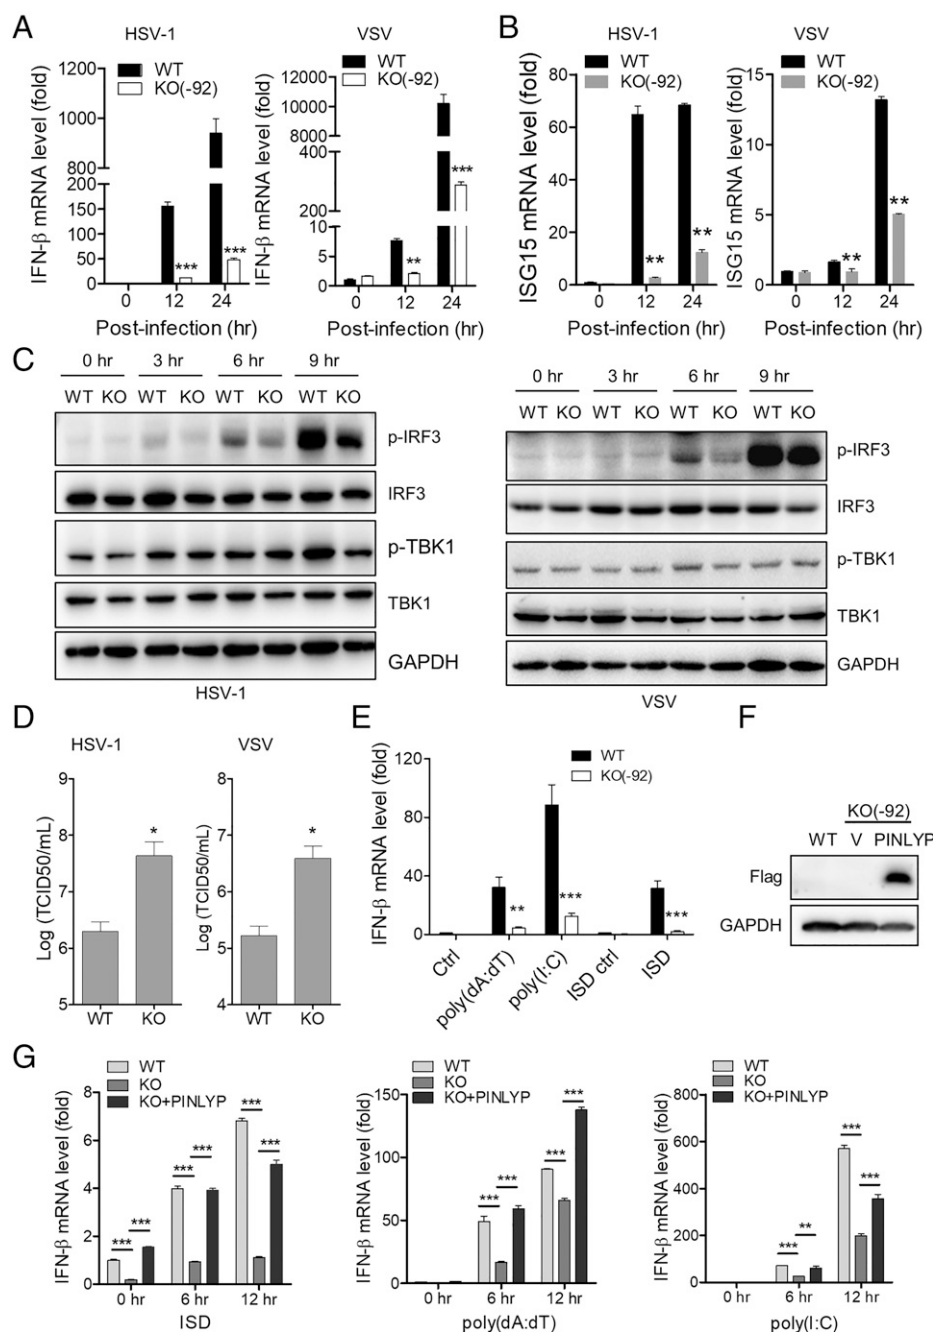 A
HSV-1
WT
KO(-92)
IFN-β mRNA level (fold)
1200
1000
800
600
200
150
100
50
0
0 12 24
Post-infection (hr)
VSV
WT
KO(-92)
IFN-β mRNA level (fold)
12000
10000
8000
1000
400
200
10
5
0
0 12 24
Post-infection (hr)
*** *** ** ***
B
HSV-1
WT
KO(-92)
ISG15 mRNA level (fold)
80
60
40
20
0
0 12 24
Post-infection (hr)
VSV
WT
KO(-92)
ISG15 mRNA level (fold)
15
10
5
0
0 12 24
Post-infection (hr)
** ** ** **
C
0 hr 3 hr 6 hr 9 hr
WT KO WT KO WT KO WT KO
p-IRF3
IRF3
p-TBK1
TBK1
GAPDH
HSV-1
0 hr 3 hr 6 hr 9 hr
WT KO WT KO WT KO WT KO
p-IRF3
IRF3
p-TBK1
TBK1
GAPDH
VSV
D
HSV-1
Log (TCID50/mL)
9
8
7
6
5
*
WT KO
VSV
Log (TCID50/mL)
8
7
6
5
4
*
WT KO
E
WT
KO(-92)
IFN-β mRNA level (fold)
120
80
40
0
** *** ***
Ctrl
poly(dA:dT)
poly(I:C)
ISD ctrl
ISD
F
KO(-92)
WT V PINLYP
Flag
GAPDH
G
WT
KO
KO+PINLYP
IFN-β mRNA level (fold)
8
6
4
2
0
*** *** *** *** *** ***
0 hr 6 hr 12 hr
ISD
WT
KO
KO+PINLYP
IFN-β mRNA level (fold)
150
100
50
0
*** *** *** ***
0 hr 6 hr 12 hr
poly(dA:dT)
WT
KO
KO+PINLYP
IFN-β mRNA level (fold)
800
600
400
200
0
*** ** *** ***
0 hr 6 hr 12 hr
poly(I:C)